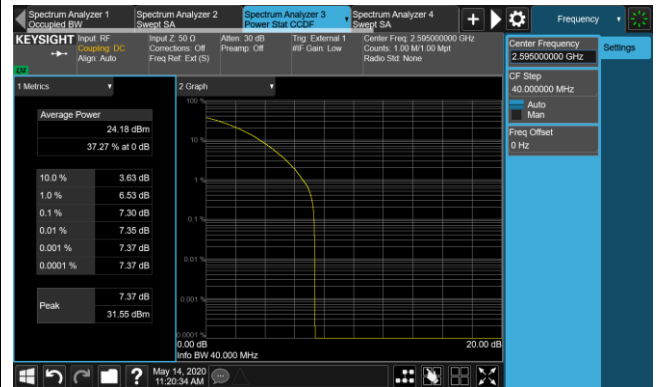 Spectrum Analyzer 1
Occupied BW
Spectrum Analyzer 2
Swept SA
Spectrum Analyzer 3
Power Stat CCDF
Spectrum Analyzer 4
Swept SA
Frequency
KEYSIGHT
Input: RF
Coupling: DC
Align: Auto
Input Z: 50 Ω
Corrections: Off
Freq Ref: Ext (S)
Atten: 30 dB
Preamp: Off
Trig: External 1
#IF Gain: Low
Center Freq: 2.595000000 GHz
Counts: 1.00 M/1.00 Mpt
Radio Std: None
LXI
Center Frequency
2.595000000 GHz
Settings
CF Step
40.000000 MHz
Auto
Man
Freq Offset
0 Hz
1 Metrics
Average Power
24.18 dBm
37.27 % at 0 dB
10.0 % 3.63 dB
1.0 % 6.53 dB
0.1 % 7.30 dB
0.01 % 7.35 dB
0.001 % 7.37 dB
0.0001 % 7.37 dB
Peak
7.37 dB
31.55 dBm
2 Graph
100 %
10 %
1 %
0.1 %
0.01 %
0.001 %
0.0001 %
0.00 dB
20.00 dB
Info BW 40.000 MHz
?
May 14, 2020
11:20:34 AM